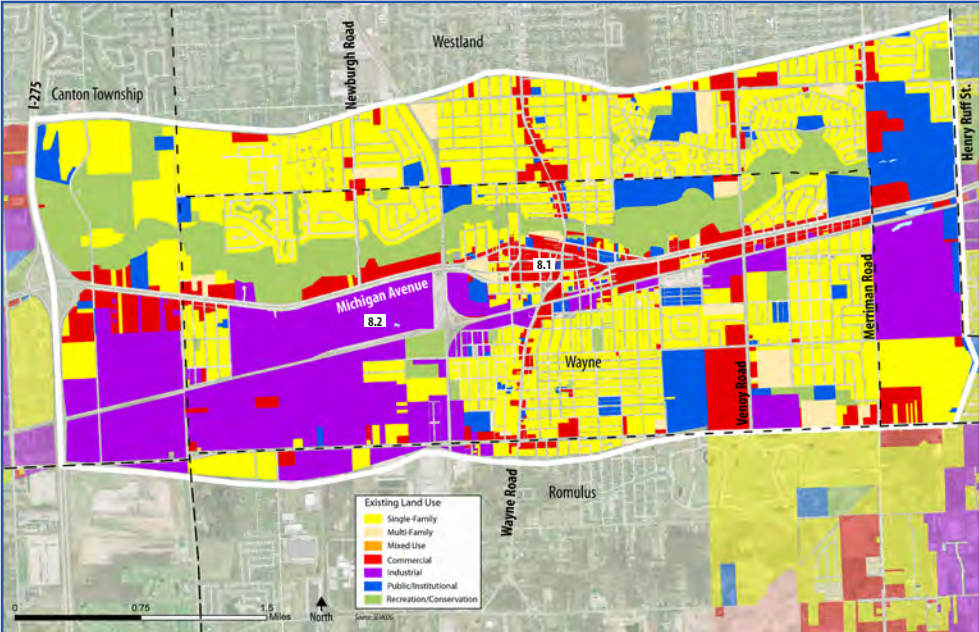 Westland
Newburgh Road
Canton Township
I-275
Henry Ruff St.
8.1
Michigan Avenue
8.2
Merriman Road
Wayne
Venoy Road
Wayne Road
Romulus
Existing Land Use
Single-Family
Multi-Family
Mixed Use
Commercial
Industrial
Public/Institutional
Recreation/Conservation
0 0.75 1.5
Miles
North
Source: SEMCOG